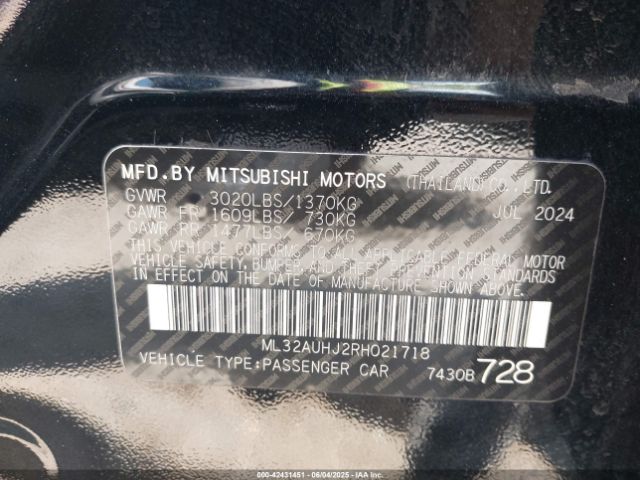 MFD.BY MITSUBISHI MOTORS (THAILAND) CO., LTD.
GVWR 3020LBS/1370KG JUL 2024
GAWR FR 1609LBS/ 730KG
GAWR RR 1477LBS/ 670KG
THIS VEHICLE CONFORMS TO ALL APPLICABLE FEDERAL MOTOR
VEHICLE SAFETY, BUMPER AND THEFT PREVENTION STANDARDS
IN EFFECT ON THE DATE OF MANUFACTURE SHOWN ABOVE.
ML32AUHJ2RH021718
VEHICLE TYPE:PASSENGER CAR 7430B 728
00-42431451 - 06/04/2025 - IAA Inc.